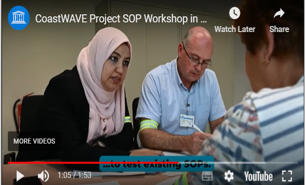 CoastWAVE Project SOP Workshop in ...
Watch Later
Share
MORE VIDEOS
...to test existing SOPs.
1:05 / 1:53
YouTube